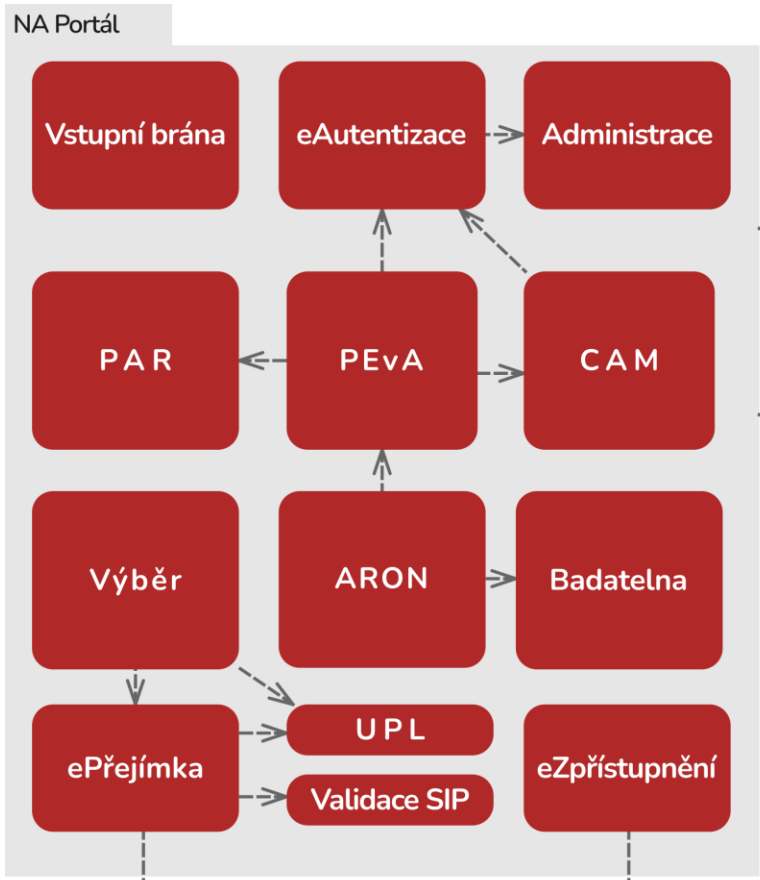 NA Portál
Vstupní brána
eAutentizace
Administrace
PAR
PEvA
CAM
Výběr
ARON
Badatelna
ePřejímka
UPL
Validace SIP
eZpřístupnění